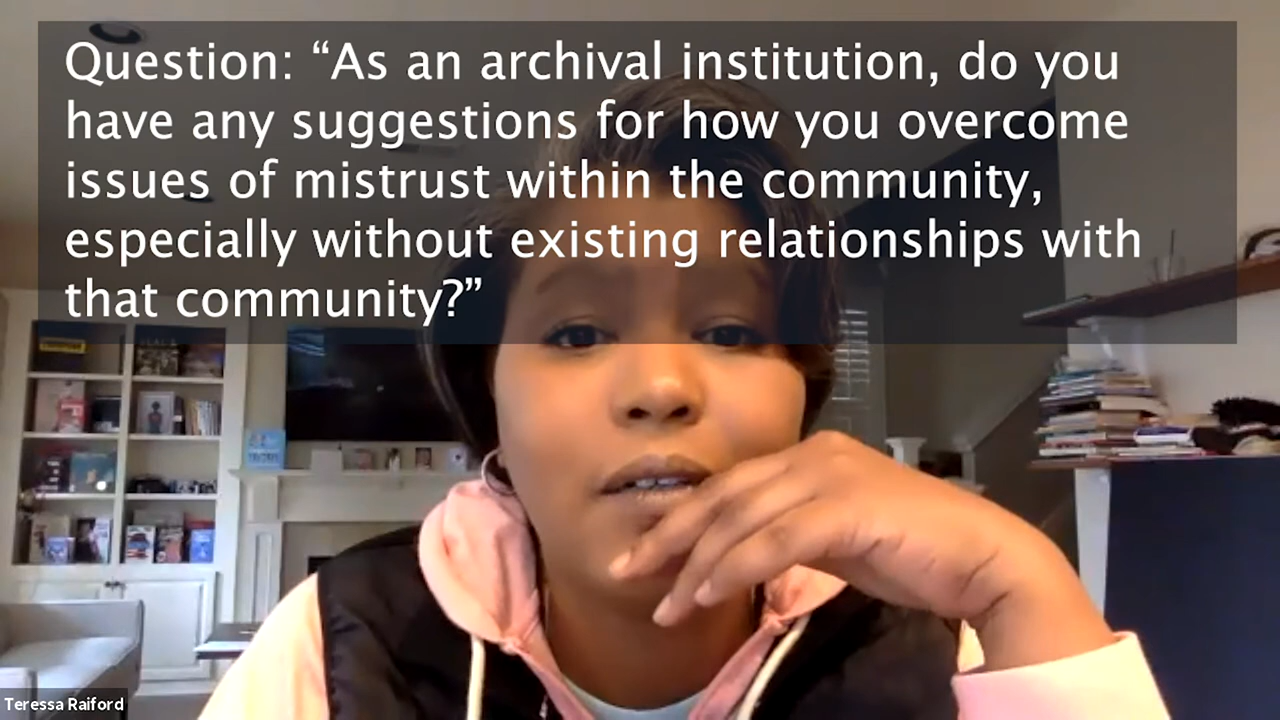 Question: “As an archival institution, do you
have any suggestions for how you overcome
issues of mistrust within the community,
especially without existing relationships with
that community?”
Teressa Raiford